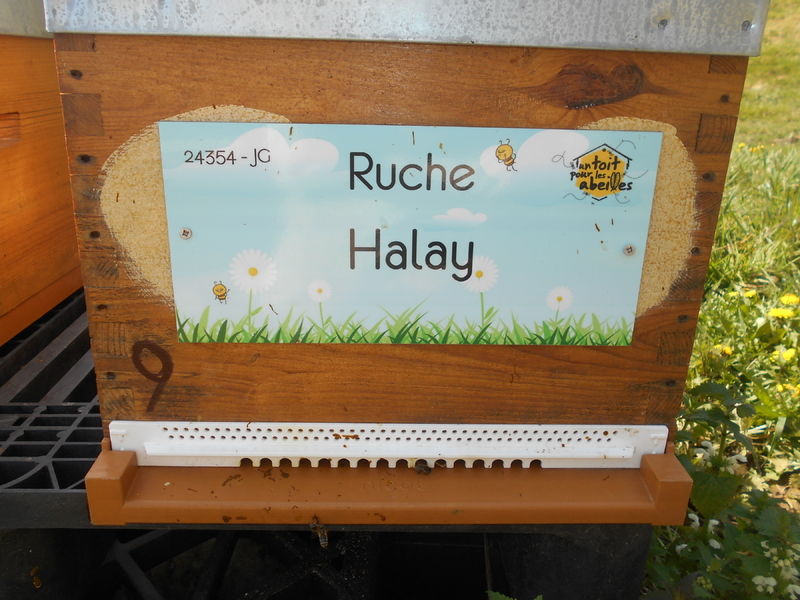 24354 - JG
Ruche
Halay
un toit
pour les
abeilles
9